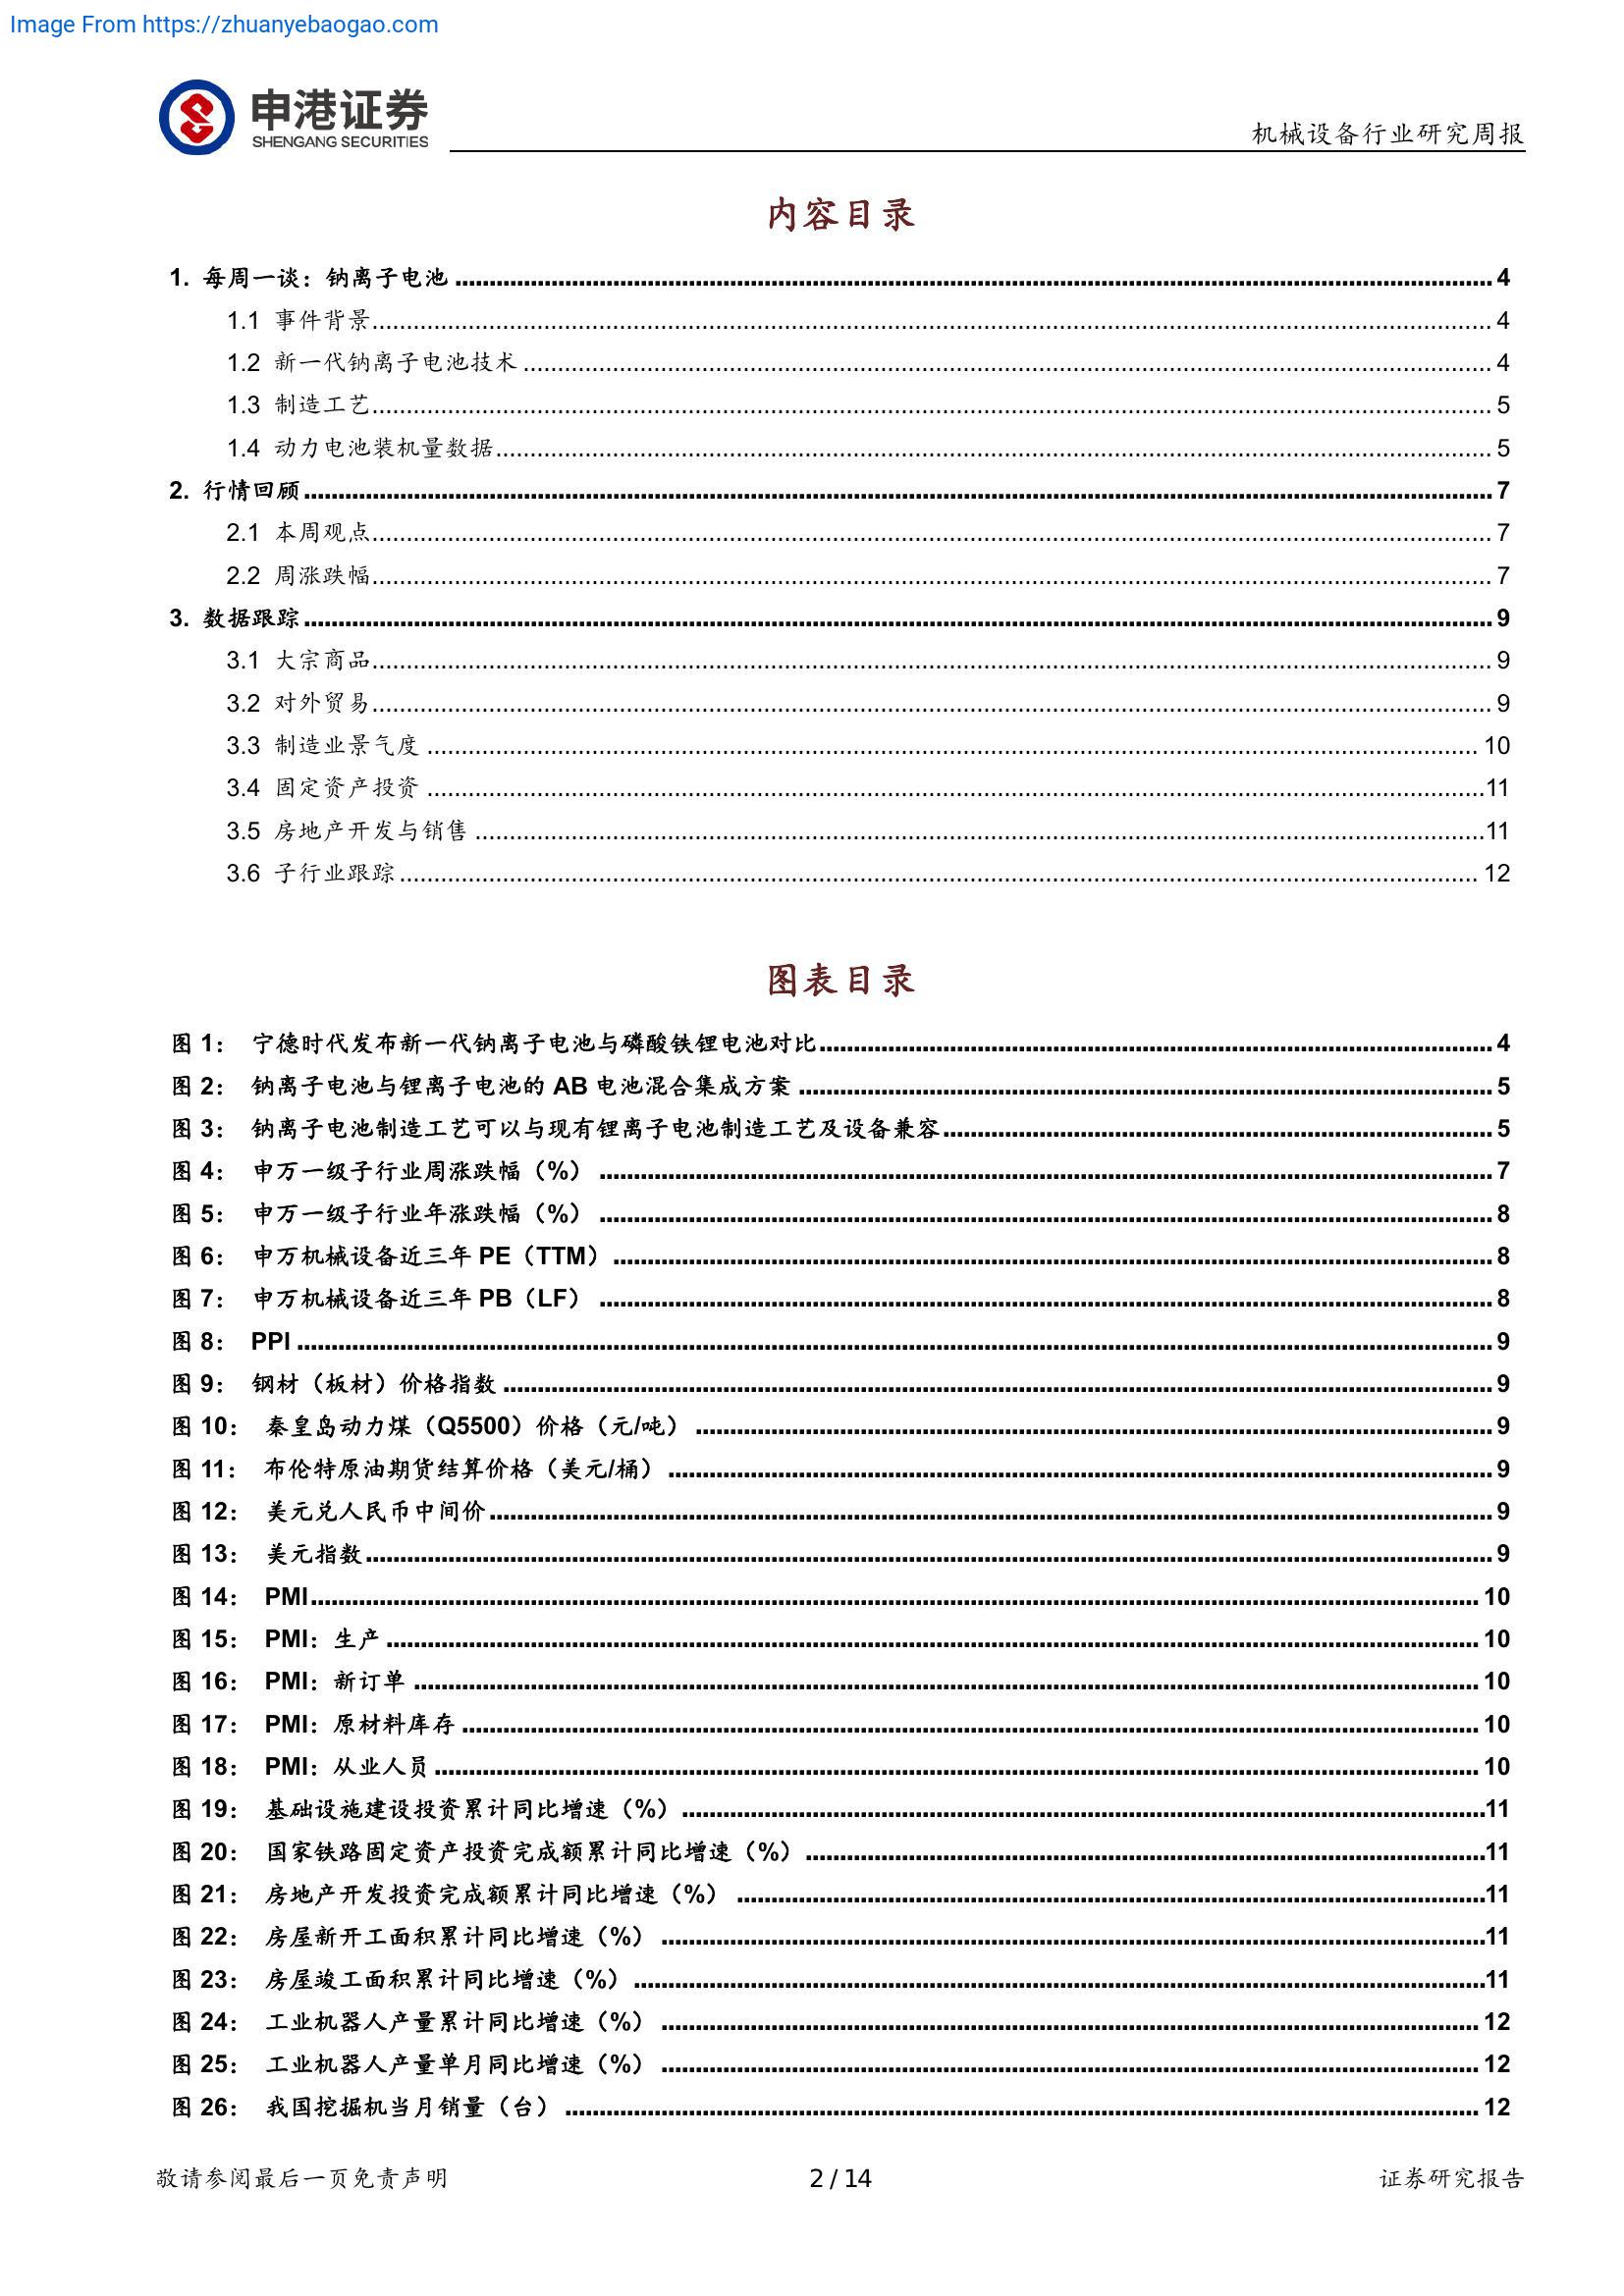 Image From https://zhuanyebaogao.com
申港证券
SHENGANG SECURITIES
机械设备行业研究周报
内容目录
1. 每周一谈：钠离子电池 4
1.1 事件背景 4
1.2 新一代钠离子电池技术 4
1.3 制造工艺 5
1.4 动力电池装机量数据 5
2. 行情回顾 7
2.1 本周观点 7
2.2 周涨跌幅 7
3. 数据跟踪 9
3.1 大宗商品 9
3.2 对外贸易 9
3.3 制造业景气度 10
3.4 固定资产投资 11
3.5 房地产开发与销售 11
3.6 子行业跟踪 12
图表目录
图 1： 宁德时代发布新一代钠离子电池与磷酸铁锂电池对比 4
图 2： 钠离子电池与锂离子电池的 AB 电池混合集成方案 5
图 3： 钠离子电池制造工艺可以与现有锂离子电池制造工艺及设备兼容 5
图 4： 申万一级子行业周涨跌幅（%） 7
图 5： 申万一级子行业年涨跌幅（%） 8
图 6： 申万机械设备近三年 PE（TTM） 8
图 7： 申万机械设备近三年 PB（LF） 8
图 8： PPI 9
图 9： 钢材（板材）价格指数 9
图 10： 秦皇岛动力煤（Q5500）价格（元/吨） 9
图 11： 布伦特原油期货结算价格（美元/桶） 9
图 12： 美元兑人民币中间价 9
图 13： 美元指数 9
图 14： PMI 10
图 15： PMI：生产 10
图 16： PMI：新订单 10
图 17： PMI：原材料库存 10
图 18： PMI：从业人员 10
图 19： 基础设施建设投资累计同比增速（%） 11
图 20： 国家铁路固定资产投资完成额累计同比增速（%） 11
图 21： 房地产开发投资完成额累计同比增速（%） 11
图 22： 房屋新开工面积累计同比增速（%） 11
图 23： 房屋竣工面积累计同比增速（%） 11
图 24： 工业机器人产量累计同比增速（%） 12
图 25： 工业机器人产量单月同比增速（%） 12
图 26： 我国挖掘机当月销量（台） 12
敬请参阅最后一页免责声明
2 / 14
证券研究报告